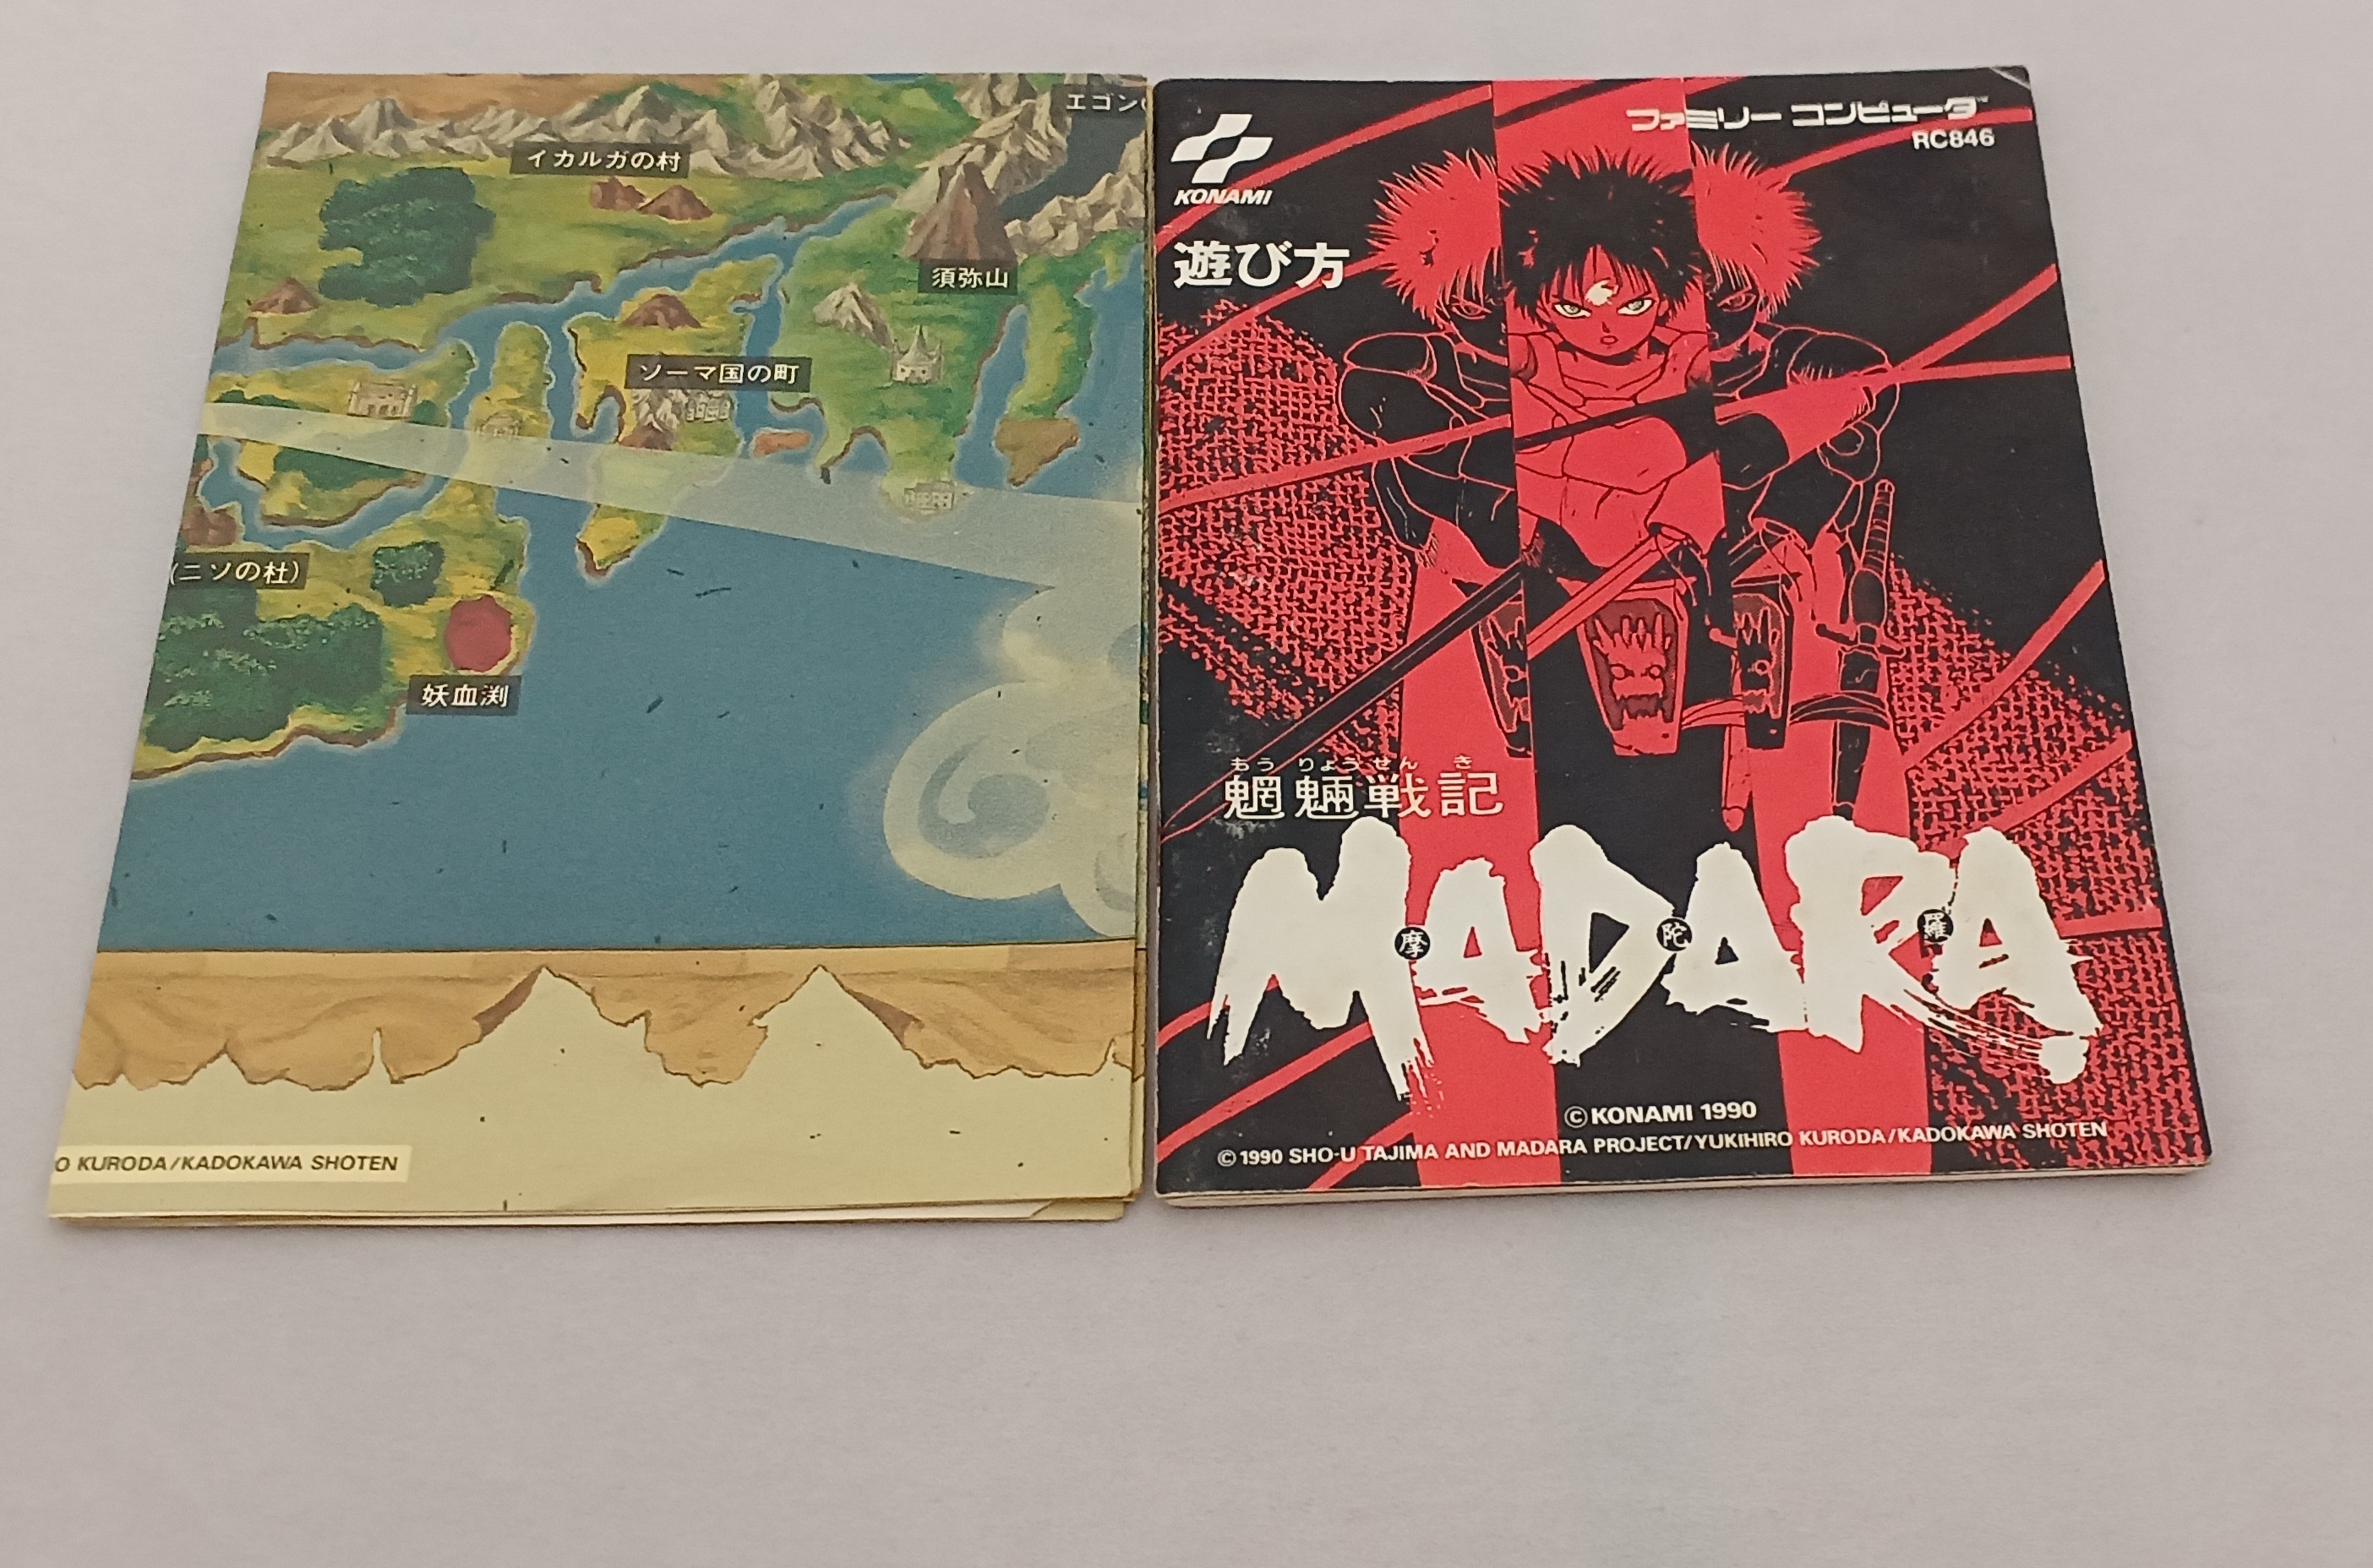 エゴン
イカルガの村
須弥山
ソーマ国の町
(ニソの杜)
妖血渕
O KURODA/KADOKAWA SHOTEN
ファミリー コンピュータ™
RC846
KONAMI
遊び方
もう りょう せん き
魍魎戦記
MADARA
摩 陀 羅
© KONAMI 1990
© 1990 SHO-U TAJIMA AND MADARA PROJECT/YUKIHIRO KURODA/KADOKAWA SHOTEN